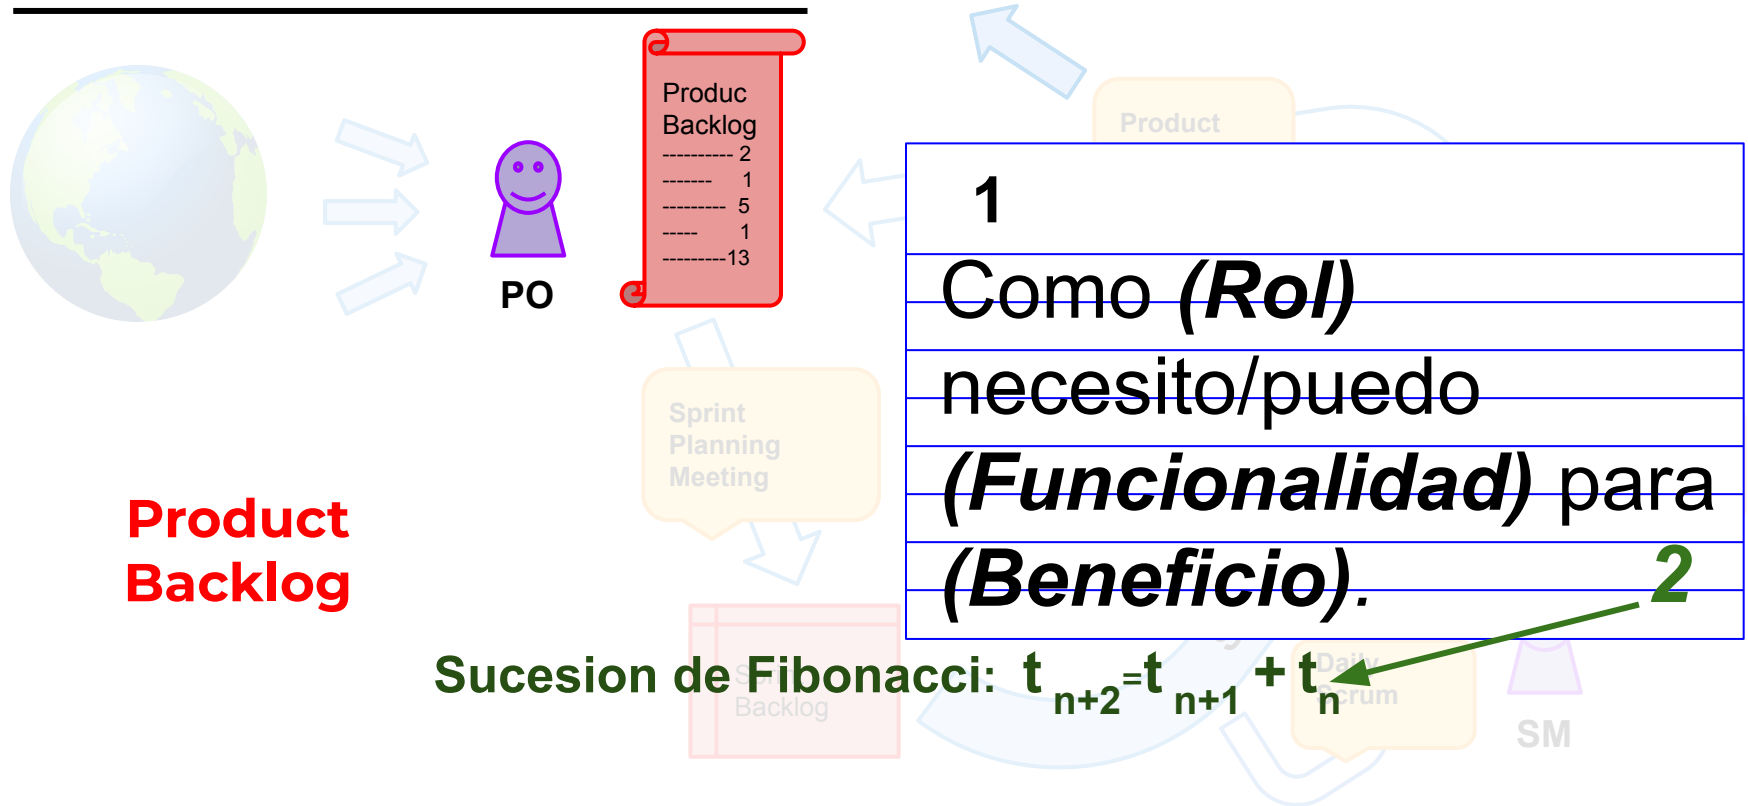 Produc
Backlog
---------- 2
------- 1
--------- 5
----- 1
---------13
PO
Product
1
Como (Rol)
necesito/puedo
(Funcionalidad) para
(Beneficio).
2
Sprint
Planning
Meeting
Product
Backlog
Sucesion de Fibonacci: t n+2=t n+1 + t n
Backlog
Daily
Scrum
SM